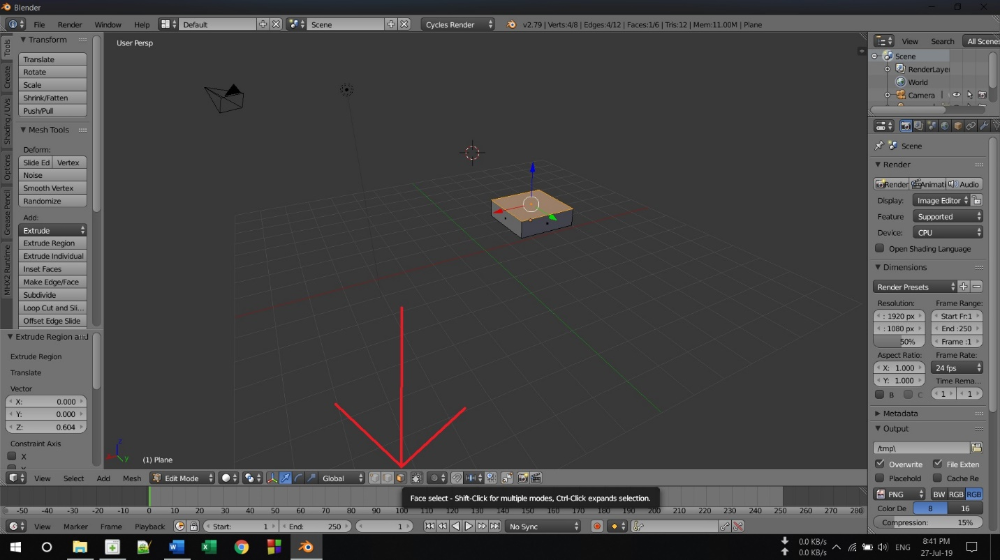 Blender
File Render Window Help Default Scene Cycles Render v2.79 | Verts:4/8 | Edges:4/12 | Faces:1/6 | Tris:12 | Mem:11.00M | Plane
Tools
Create
Shading / UVs
Options
Grease Pencil
MHX2 Runtime
Transform
Translate
Rotate
Scale
Shrink/Fatten
Push/Pull
Mesh Tools
Deform:
Slide Ed Vertex
Noise
Smooth Vertex
Randomize
Add:
Extrude
Extrude Region
Extrude Individual
Inset Faces
Make Edge/Face
Subdivide
Loop Cut and Sli...
Offset Edge Slide
Extrude Region a
Extrude Region
Translate
Vector
X: 0.000
Y: 0.000
Z: 0.604
Constraint Axis
X
User Persp
z
y
(1) Plane
View Search All Scenes
Scene
RenderLaye
World
Camera
Scene
Render
Render Animati Audio
Display: Image Editor
Feature Supported
Device: CPU
Open Shading Language
Dimensions
Render Presets
Resolution: Frame Range:
: 1920 px Start Fr:1
: 1080 px End :250
50% Frame :1
Aspect Ratio: Frame Rate:
X: 1.000 24 fps
Y: 1.000 Time Rema...
B C 1 1
Metadata
Output
/tmp\
Overwrite File Exten
Placehold Cache Re
PNG BW RGB RGB
Color De 8 16
Compression: 15%
View Select Add Mesh Edit Mode Global
Face select - Shift-Click for multiple modes, Ctrl-Click expands selection.
-50 -40 -30 -20 -10 0 10 20 30 40 50 60 70 80 90 100 110 120 130 140 150 160 170 180 190 200 210 220 230 240 250 260 270 280
View Marker Frame Playback Start: 1 End: 250 1 No Sync
0.0 KB/s
0.0 KB/s
ENG
8:41 PM
27-Jul-19